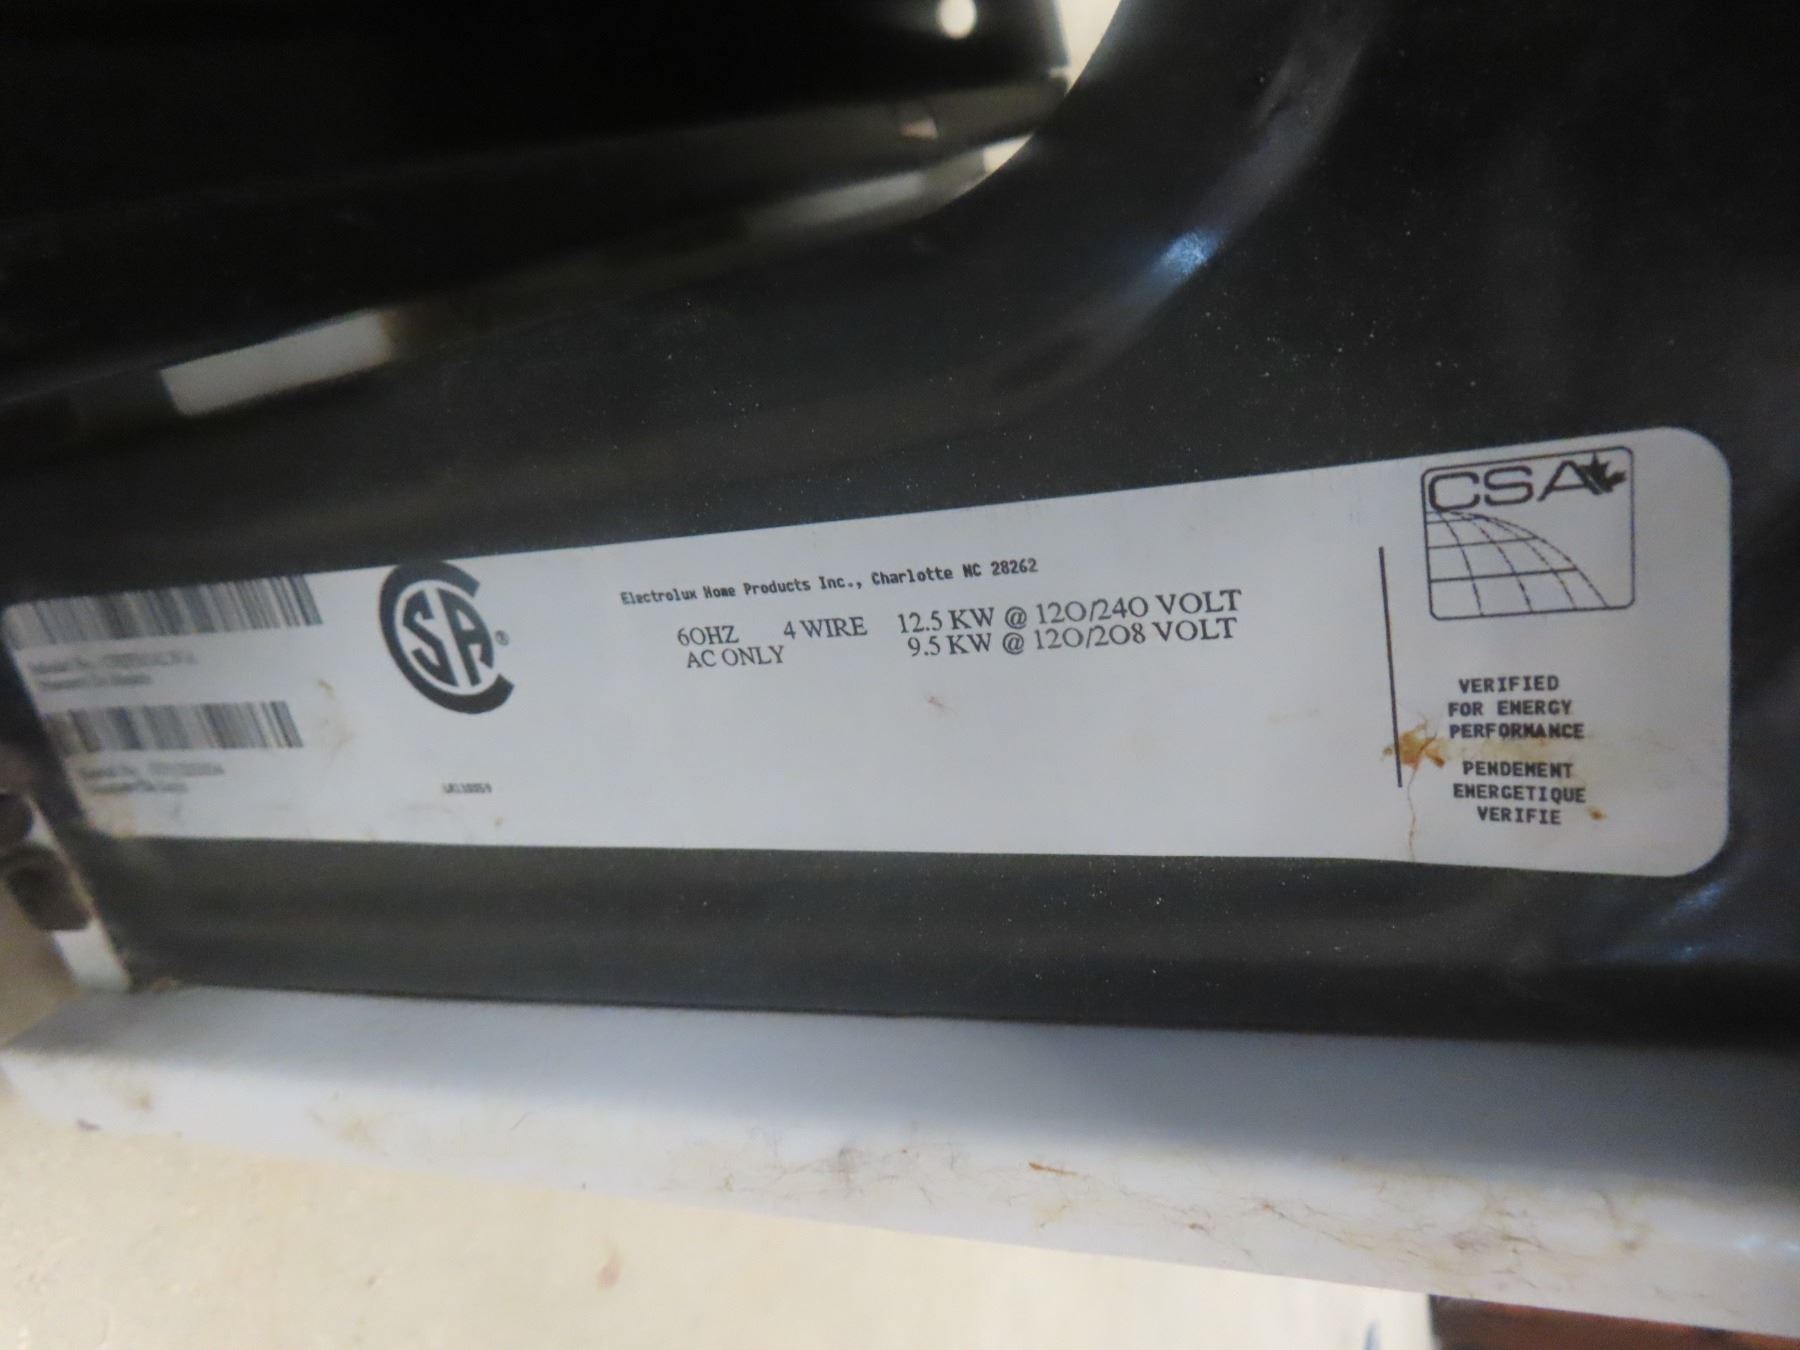 Electrolux Home Products Inc., Charlotte NC 28262
60HZ 4 WIRE 12.5 KW @ 120/240 VOLT
AC ONLY 9.5 KW @ 120/208 VOLT
SA®
CSA
VERIFIED
FOR ENERGY
PERFORMANCE
PENDEMENT
ENERGETIQUE
VERIFIE